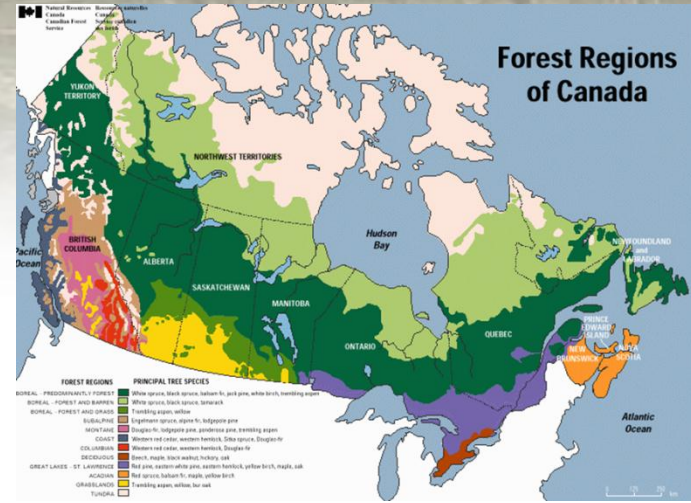 Natural Resources Canada
Canadian Forest Service
Forest Regions
of Canada
YUKON
TERRITORY
NORTHWEST TERRITORIES
Hudson
Bay
BRITISH
COLUMBIA
Pacific
Ocean
ALBERTA
SASKATCHEWAN
MANITOBA
ONTARIO
QUEBEC
NEWFOUNDLAND
and
LABRADOR
PRINCE
EDWARD
ISLAND
NEW
BRUNSWICK
NOVA
SCOTIA
Atlantic
Ocean
FOREST REGIONS PRINCIPAL TREE SPECIES
BOREAL - PREDOMINANTLY FOREST White spruce, black spruce, balsam fir, jack pine, white birch, trembling aspen
BOREAL - FOREST AND BARREN White spruce, black spruce, tamarack
BOREAL - FOREST AND GRASS Trembling aspen, willow
SUBALPINE Engelmann spruce, alpine fir, lodgepole pine
MONTANE Douglas-fir, lodgepole pine, ponderosa pine, trembling aspen
COAST Western red cedar, western hemlock, Sitka spruce, Douglas-fir
COLUMBIAN Western red cedar, western hemlock, Douglas-fir
DECIDUOUS Beech, maple, black walnut, hickory, oak
GREAT LAKES - ST. LAWRENCE Red pine, eastern white pine, eastern hemlock, yellow birch, maple, oak
ACADIAN Red spruce, balsam fir, maple, yellow birch
GRASSLANDS Trembling aspen, willow, bur oak
TUNDRA
km